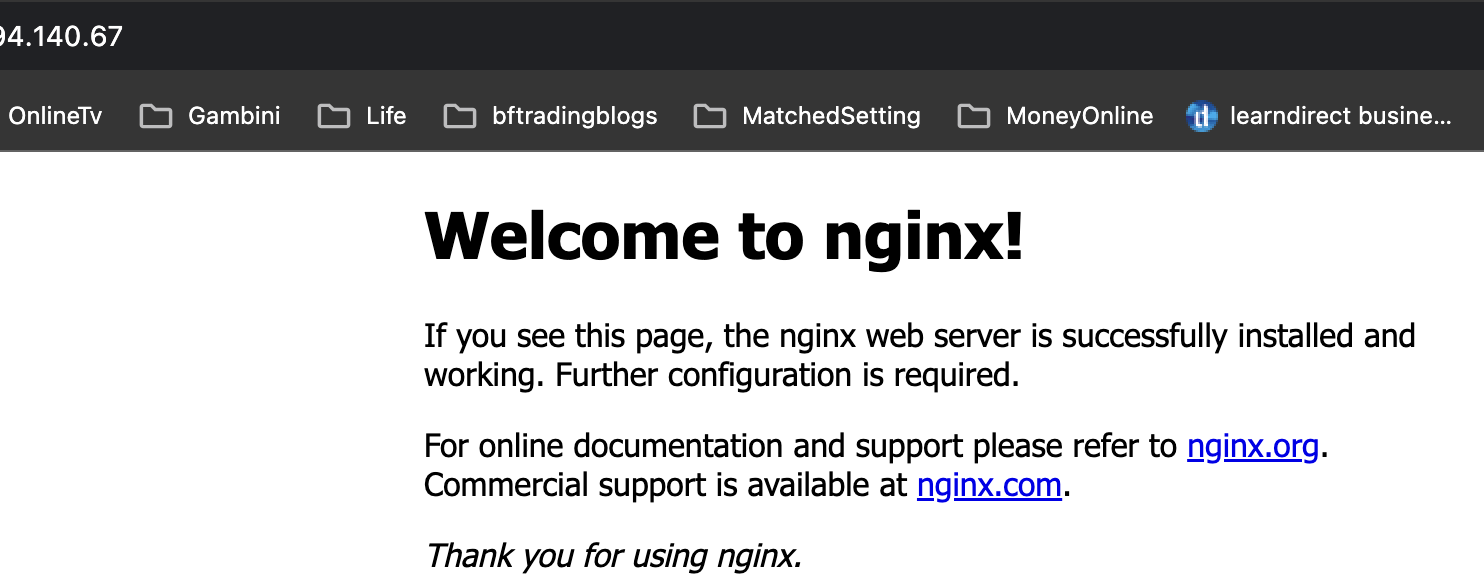 94.140.67
OnlineTv Gambini Life bftradingblogs MatchedSetting MoneyOnline learndirect busine...
Welcome to nginx!
If you see this page, the nginx web server is successfully installed and
working. Further configuration is required.
For online documentation and support please refer to nginx.org.
Commercial support is available at nginx.com.
Thank you for using nginx.